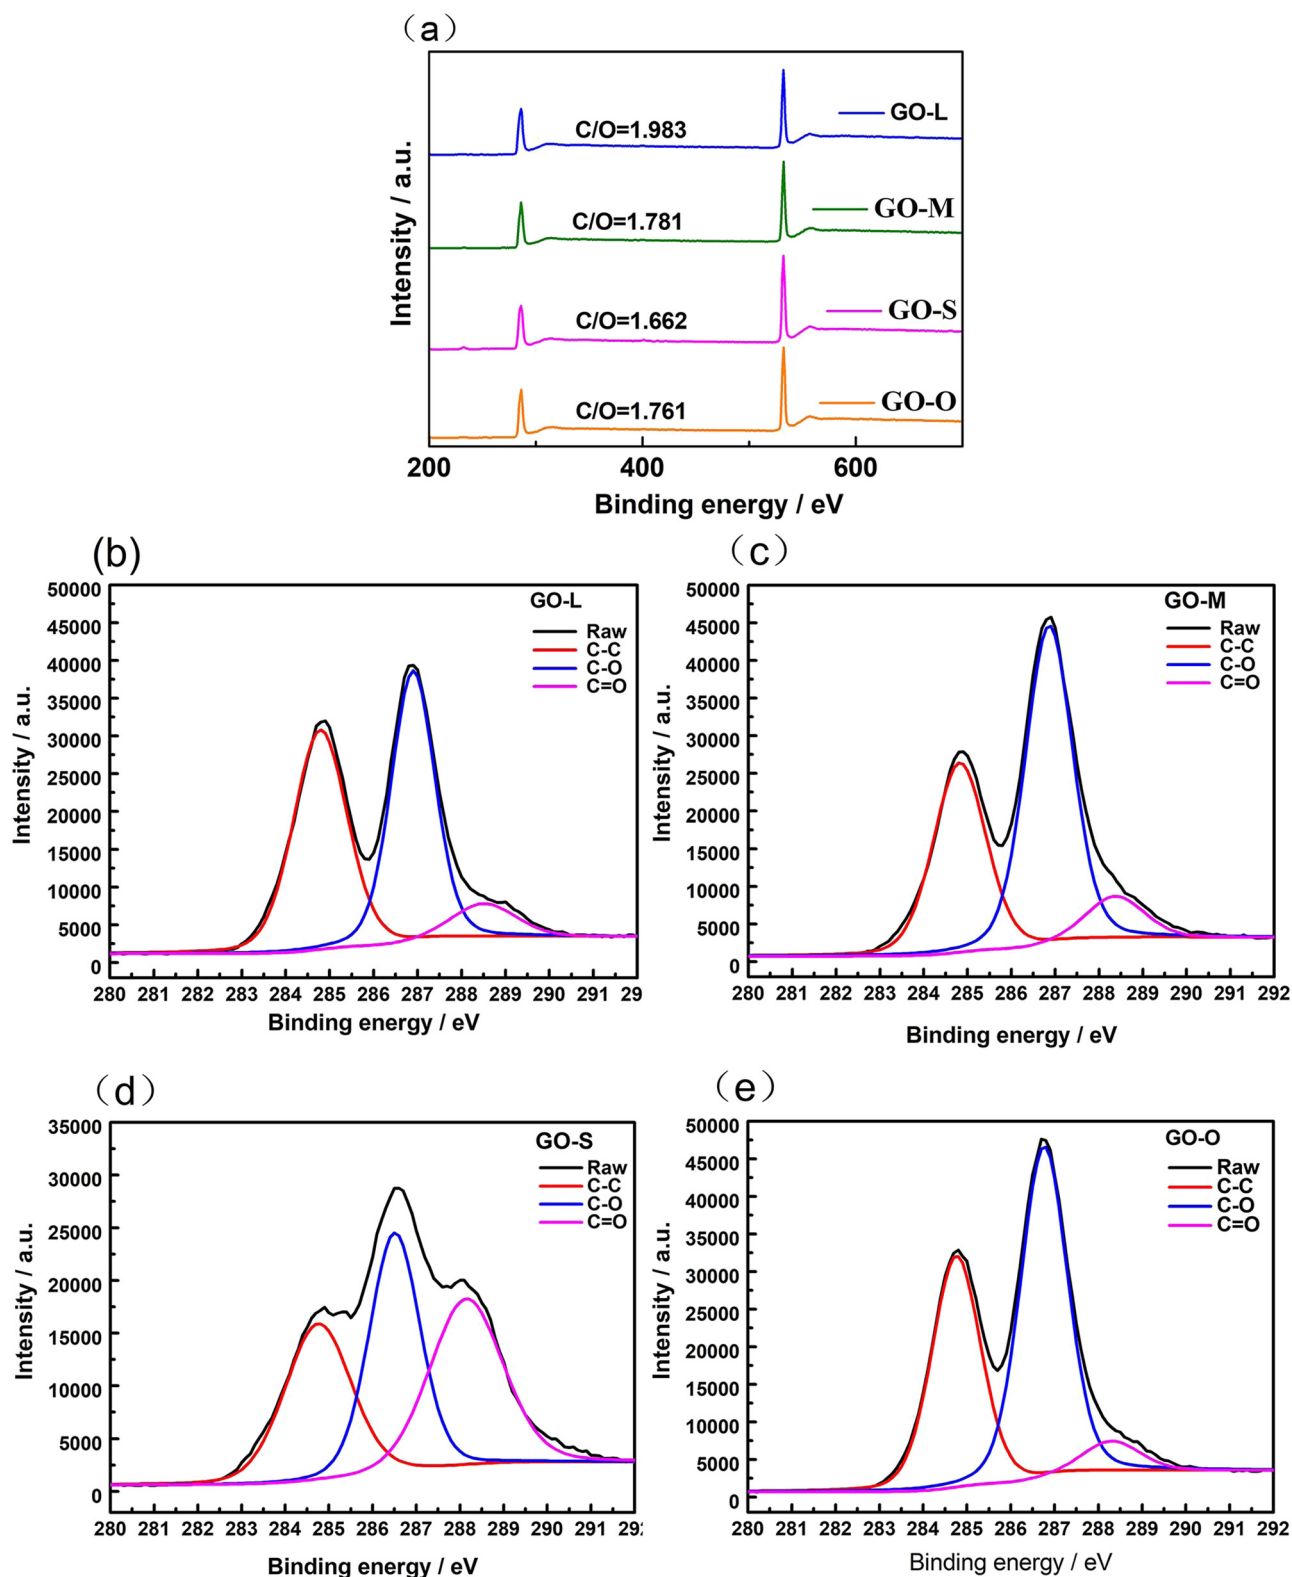 （a）
Intensity / a.u.
C/O=1.983
GO-L
C/O=1.781
GO-M
C/O=1.662
GO-S
C/O=1.761
GO-O
200 400 600
Binding energy / eV
(b)
GO-L
Raw
C-C
C-O
C=O
Intensity / a.u.
50000
45000
40000
35000
30000
25000
20000
15000
10000
5000
0
280 281 282 283 284 285 286 287 288 289 290 291 29
Binding energy / eV
（c）
GO-M
Raw
C-C
C-O
C=O
Intensity / a.u.
50000
45000
40000
35000
30000
25000
20000
15000
10000
5000
0
280 281 282 283 284 285 286 287 288 289 290 291 292
Binding energy / eV
（d）
GO-S
Raw
C-C
C-O
C=O
Intensity / a.u.
35000
30000
25000
20000
15000
10000
5000
0
280 281 282 283 284 285 286 287 288 289 290 291 292
Binding energy / eV
（e）
GO-O
Raw
C-C
C-O
C=O
Intensity / a.u.
50000
45000
40000
35000
30000
25000
20000
15000
10000
5000
0
280 281 282 283 284 285 286 287 288 289 290 291 292
Binding energy / eV